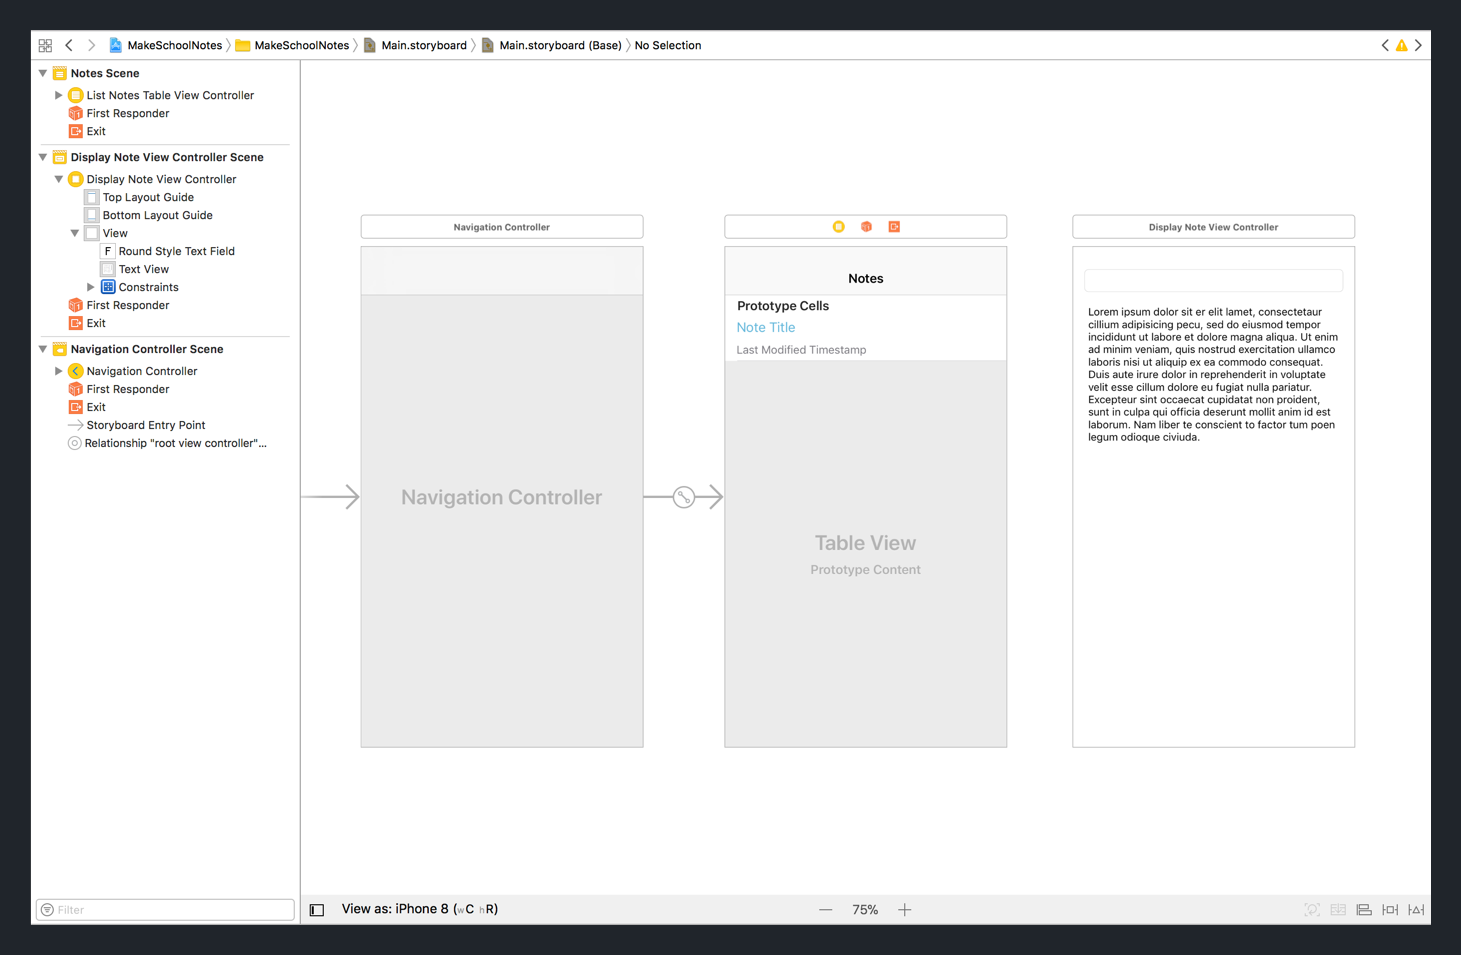 MakeSchoolNotes MakeSchoolNotes Main.storyboard Main.storyboard (Base) No Selection
Notes Scene
List Notes Table View Controller
First Responder
Exit
Display Note View Controller Scene
Display Note View Controller
Top Layout Guide
Bottom Layout Guide
View
F Round Style Text Field
Text View
Constraints
First Responder
Exit
Navigation Controller Scene
Navigation Controller
First Responder
Exit
Storyboard Entry Point
Relationship "root view controller"...
Filter
Navigation Controller
Navigation Controller
Notes
Prototype Cells
Note Title
Last Modified Timestamp
Table View
Prototype Content
Display Note View Controller
Lorem ipsum dolor sit er elit lamet, consectetaur
cillium adipisicing pecu, sed do eiusmod tempor
incididunt ut labore et dolore magna aliqua. Ut enim
ad minim veniam, quis nostrud exercitation ullamco
laboris nisi ut aliquip ex ea commodo consequat.
Duis aute irure dolor in reprehenderit in voluptate
velit esse cillum dolore eu fugiat nulla pariatur.
Excepteur sint occaecat cupidatat non proident,
sunt in culpa qui officia deserunt mollit anim id est
laborum. Nam liber te conscient to factor tum poen
legum odioque civiuda.
View as: iPhone 8 (wC hR)
75%